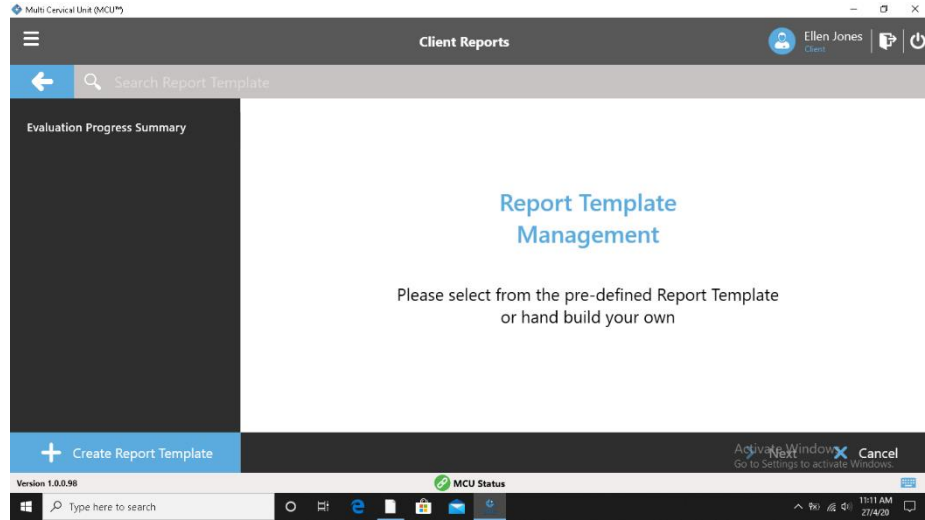 Multi Cervical Unit (MCU™)
Client Reports
Ellen Jones
Client
Search Report Template
Evaluation Progress Summary
Report Template
Management
Please select from the pre-defined Report Template
or hand build your own
Create Report Template
Activate Windows
Next
Cancel
Go to Settings to activate Windows.
Version 1.0.0.98
MCU Status
Type here to search
11:11 AM
27/4/20